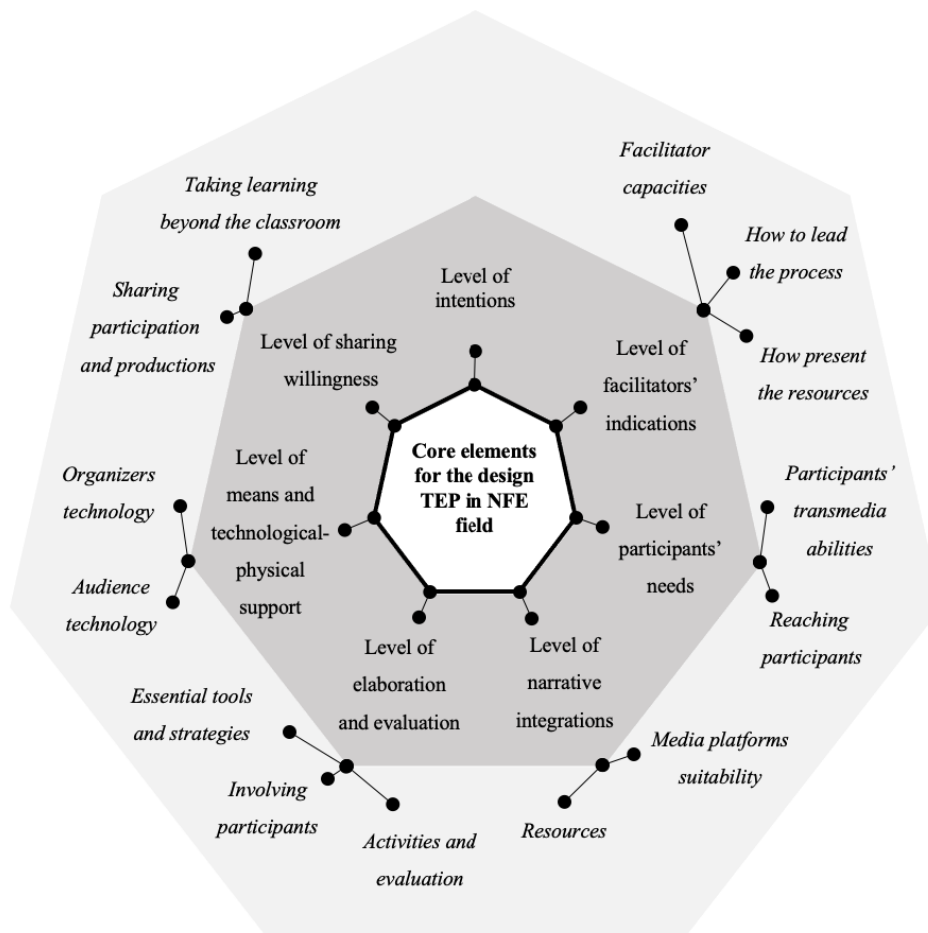 Facilitator
capacities
Taking learning
beyond the classroom
How to lead
the process
Sharing
participation
and productions
How present
the resources
Level of
intentions
Level of sharing
willingness
Level of
facilitators’
indications
Core elements
for the design
TEP in NFE
field
Level of
means and
technological-
physical
support
Level of
participants’
needs
Organizers
technology
Audience
technology
Participants’
transmedia
abilities
Reaching
participants
Level of
elaboration
and evaluation
Level of
narrative
integrations
Essential tools
and strategies
Involving
participants
Activities and
evaluation
Resources
Media platforms
suitability